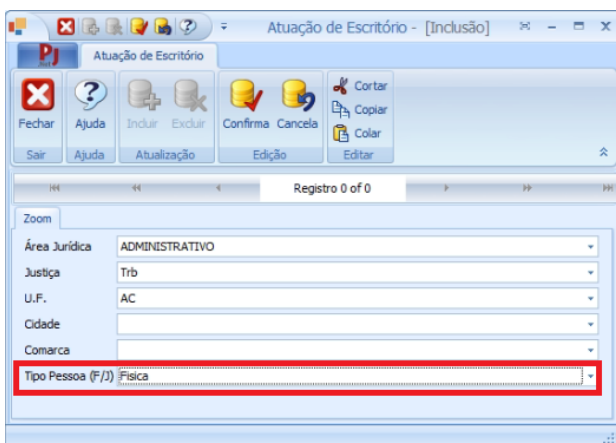 Atuação de Escritório - [Inclusão]
PJ
Atuação de Escritório
Fechar
Ajuda
Incluir
Excluir
Confirma
Cancela
Cortar
Copiar
Colar
Sair
Ajuda
Atualização
Edição
Editar
Registro 0 of 0
Zoom
Área Jurídica ADMINISTRATIVO
Justiça Trb
U.F. AC
Cidade
Comarca
Tipo Pessoa (F/J) Fisica